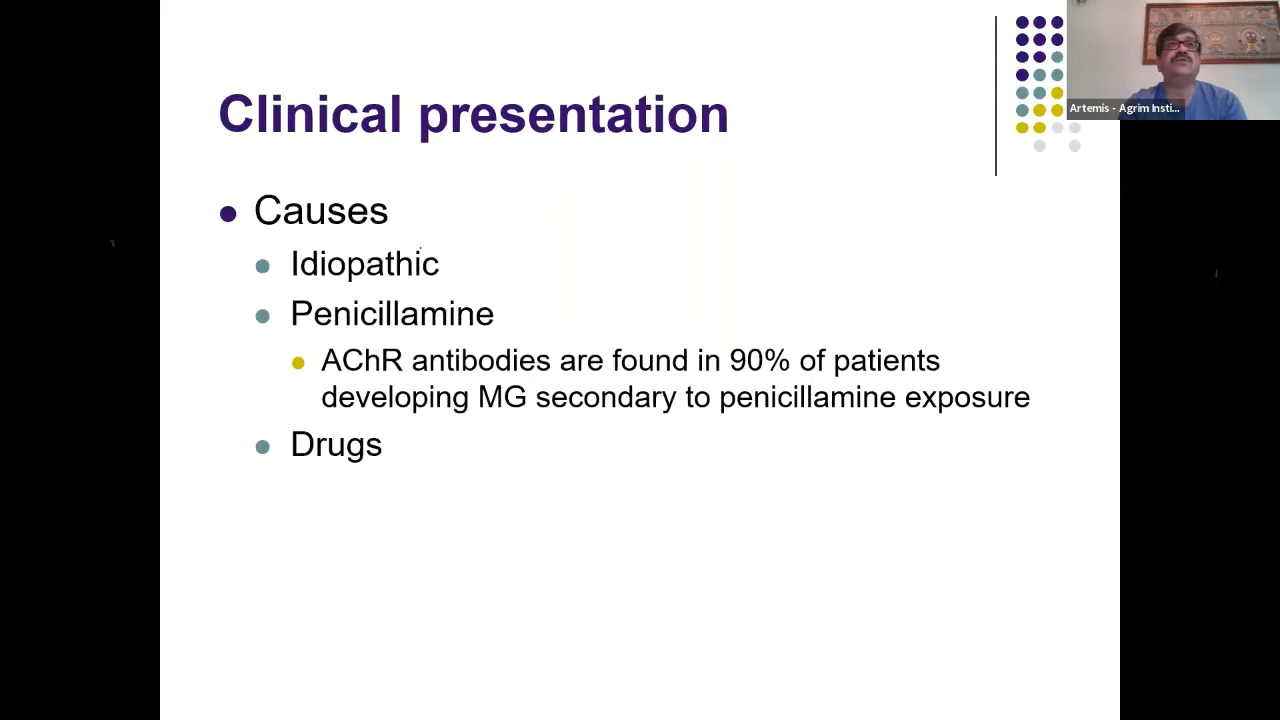 Clinical presentation
Artemis - Agrim Insti...
Causes
Idiopathic
Penicillamine
AChR antibodies are found in 90% of patients
developing MG secondary to penicillamine exposure
Drugs